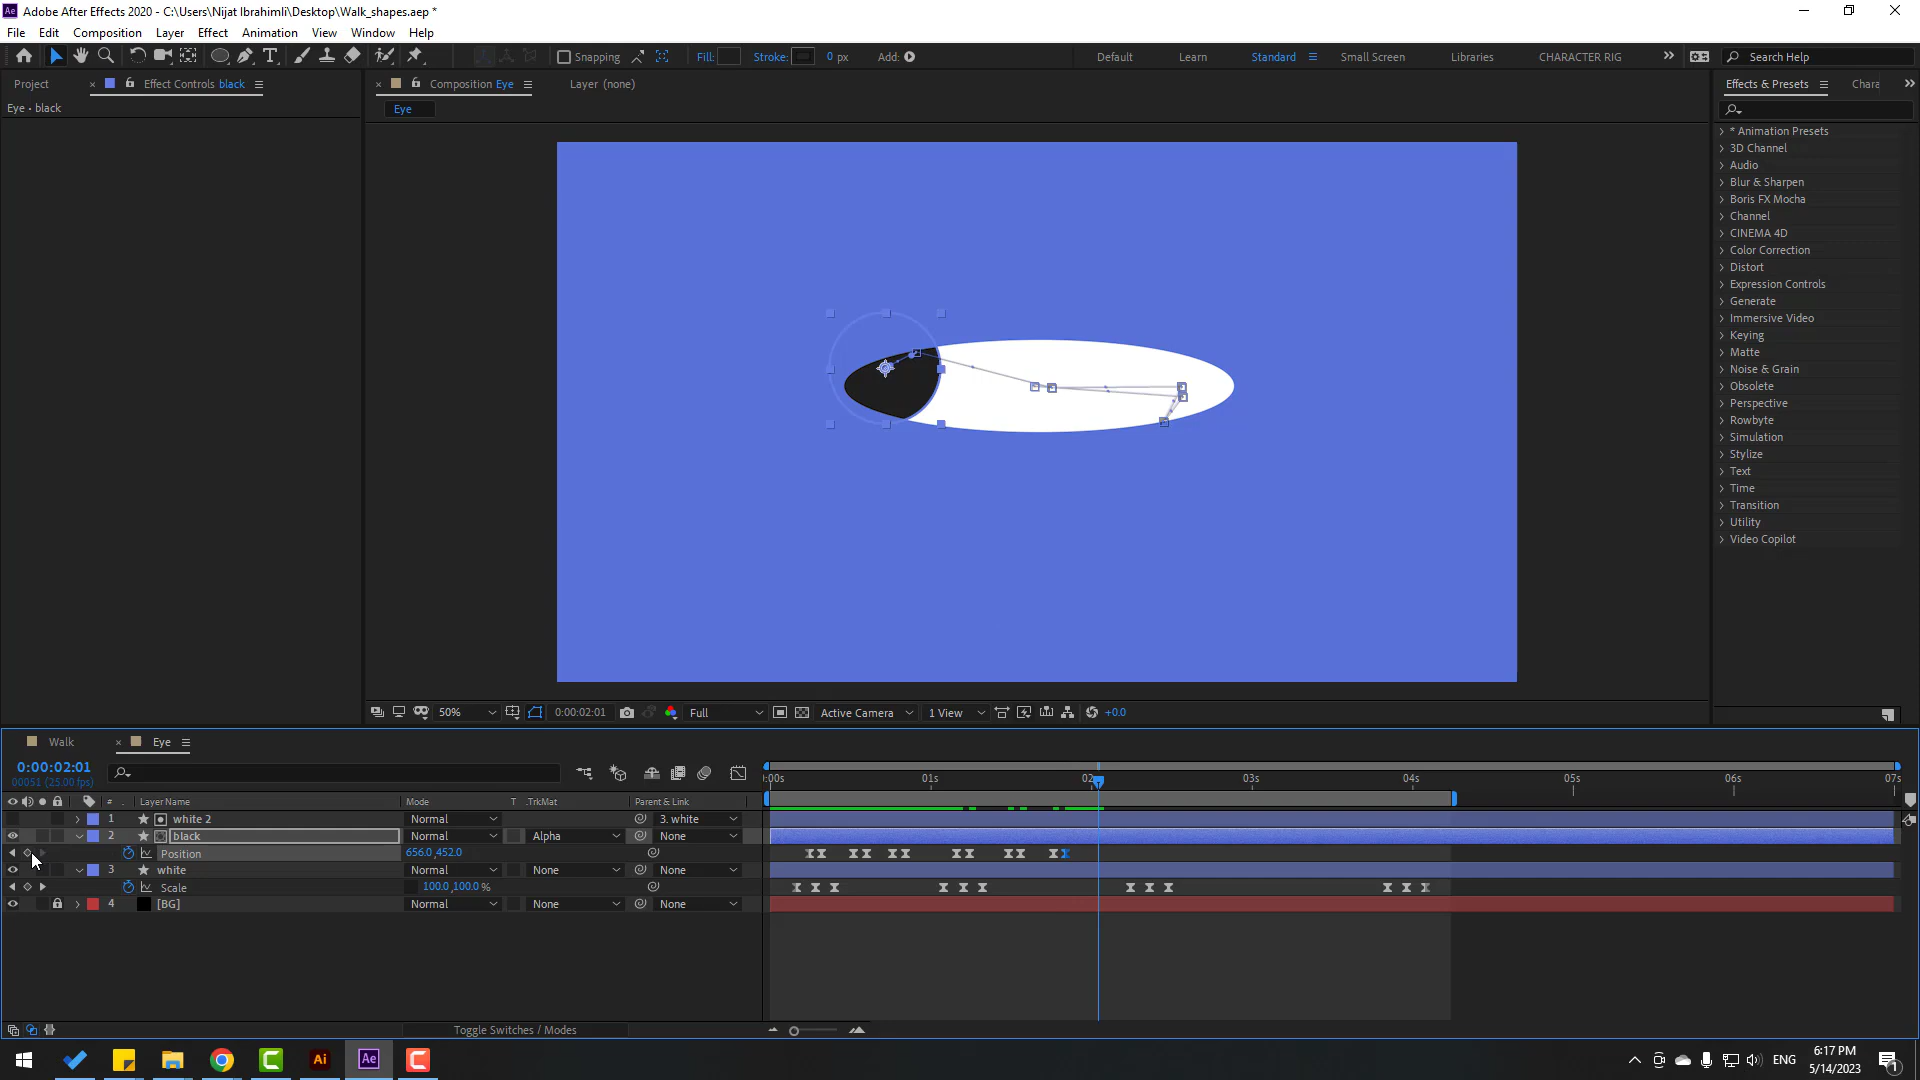 Adobe After Effects 2020 - C:\Users\Nijat Ibrahimli\Desktop\Walk_shapes.aep *
File Edit Composition Layer Effect Animation View Window Help
Snapping Fill: Stroke: 0 px Add: Default Learn Standard Small Screen Libraries CHARACTER RIG Search Help
Project Effect Controls black Composition Eye Layer (none) Effects & Presets Chara
Eye • black
Eye
* Animation Presets
3D Channel
Audio
Blur & Sharpen
Boris FX Mocha
Channel
CINEMA 4D
Color Correction
Distort
Expression Controls
Generate
Immersive Video
Keying
Matte
Noise & Grain
Obsolete
Perspective
Rowbyte
Simulation
Stylize
Text
Time
Transition
Utility
Video Copilot
50% 0:00:02:01 Full Active Camera 1 View +0.0
Walk Eye
0:00:02:01
00051 (25.00 fps)
:00s 01s 02 03s 04s 05s 06s 07s
# . Layer Name Mode T .TrkMat Parent & Link
1 white 2 Normal 3. white
2 black Normal Alpha None
Position 656.0,452.0
3 white Normal None None
Scale 100.0,100.0%
4 [BG] Normal None None
Toggle Switches / Modes
Ai Ae ENG 6:17 PM
5/14/2023
1